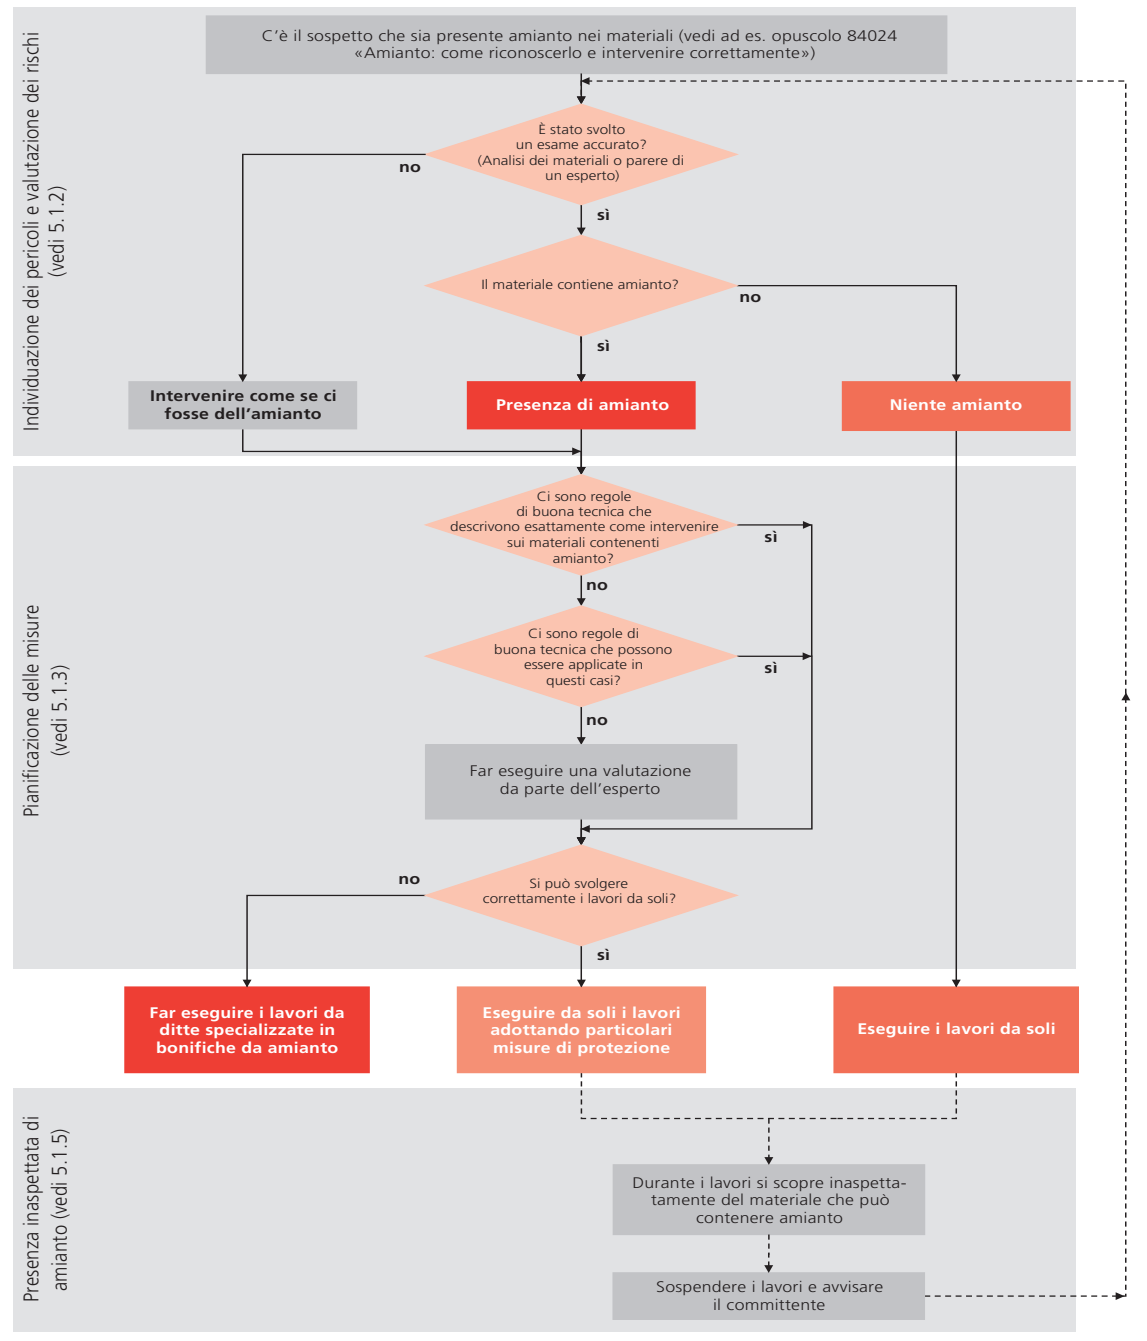 Individuazione dei pericoli e valutazione dei rischi
(vedi 5.1.2)
C'è il sospetto che sia presente amianto nei materiali (vedi ad es. opuscolo 84024
«Amianto: come riconoscerlo e intervenire correttamente»)
È stato svolto
un esame accurato?
(Analisi dei materiali o parere di
un esperto)
no
sì
Il materiale contiene amianto?
no
sì
Intervenire come se ci
fosse dell'amianto
Presenza di amianto
Niente amianto
Pianificazione delle misure
(vedi 5.1.3)
Ci sono regole
di buona tecnica che
descrivono esattamente come intervenire
sui materiali contenenti
amianto?
sì
no
Ci sono regole di
buona tecnica che possono
essere applicate in
questi casi?
sì
no
Far eseguire una valutazione
da parte dell'esperto
Si può svolgere
correttamente i lavori da soli?
no
sì
Far eseguire i lavori da
ditte specializzate in
bonifiche da amianto
Eseguire da soli i lavori
adottando particolari
misure di protezione
Eseguire i lavori da soli
Presenza inaspettata di
amianto (vedi 5.1.5)
Durante i lavori si scopre inaspetta-
tamente del materiale che può
contenere amianto
Sospendere i lavori e avvisare
il committente